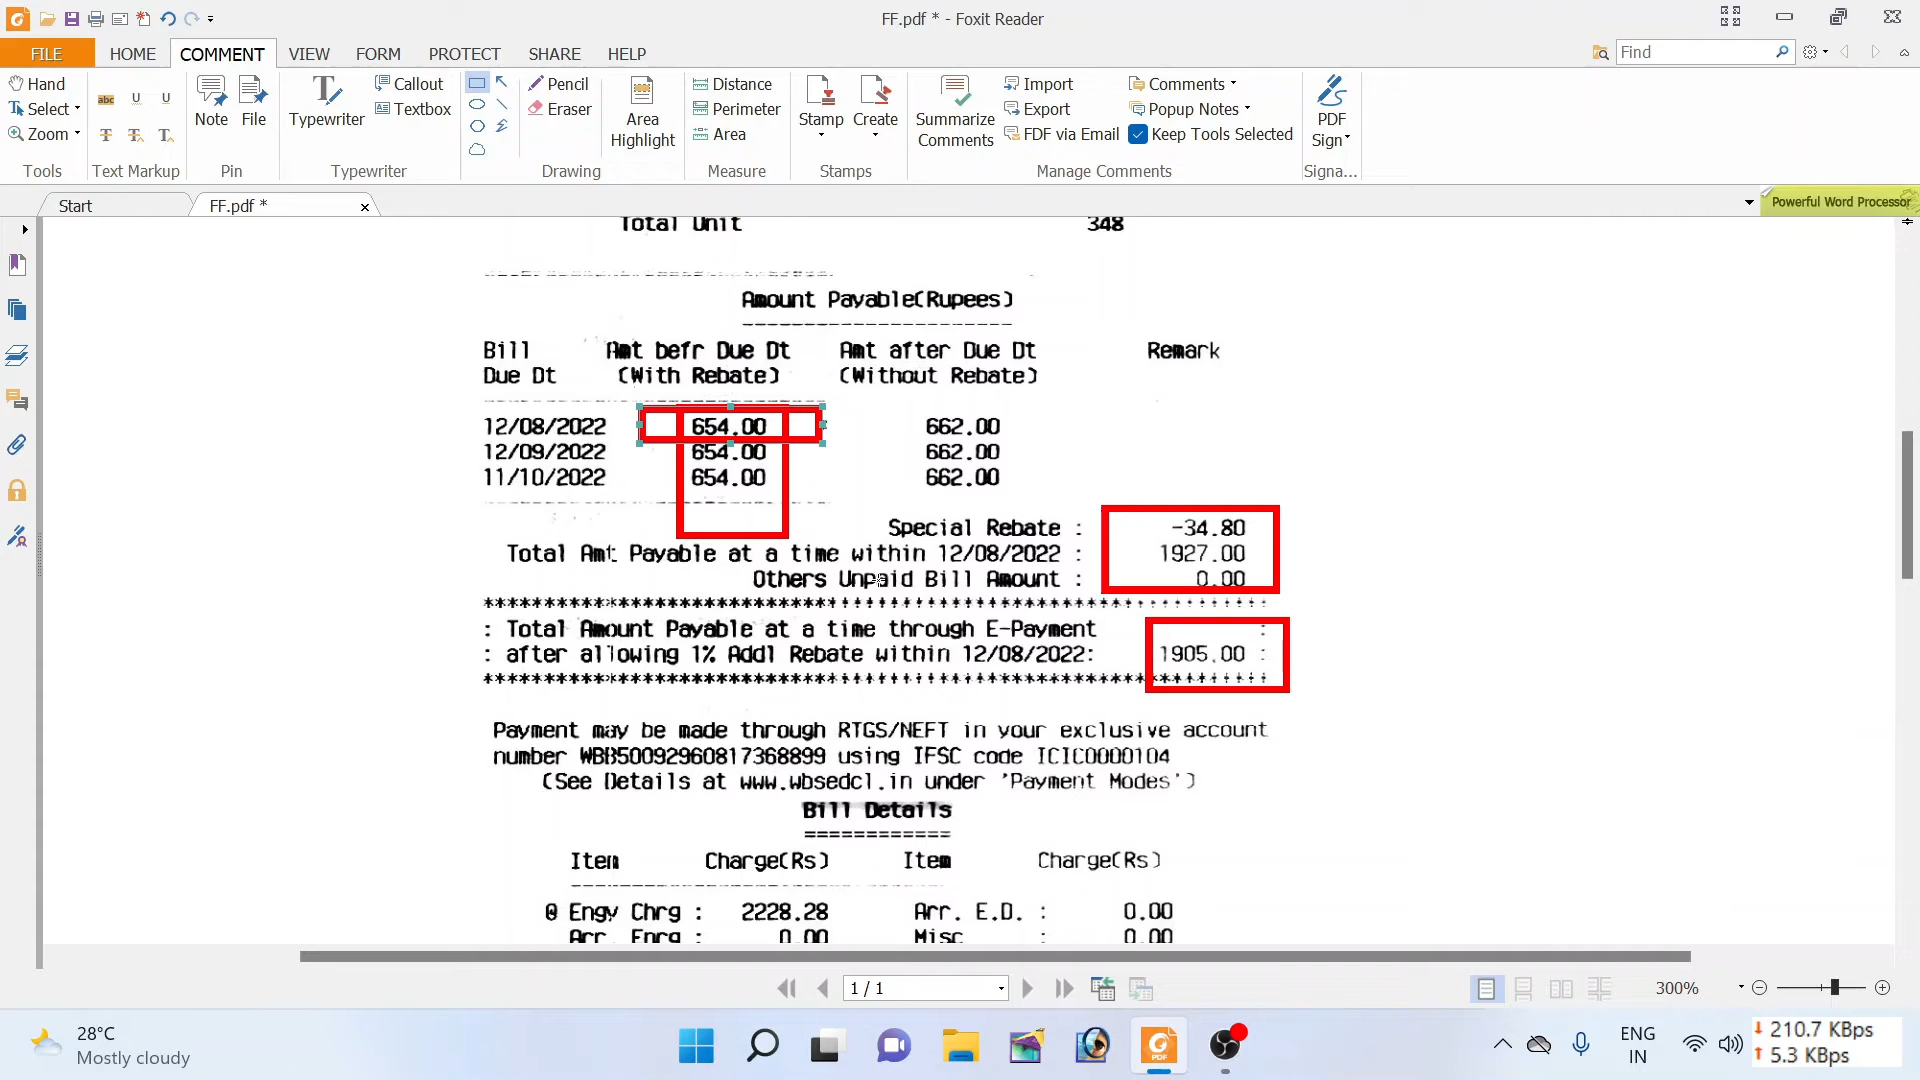 FF.pdf * - Foxit Reader
FILE HOME COMMENT VIEW FORM PROTECT SHARE HELP Find
Hand
Select
Zoom
Tools
abc U U
T T T
Text Markup
Note File
Pin
Typewriter
Callout
Textbox
Typewriter
Pencil
Eraser
Area
Highlight
Drawing
Distance
Perimeter
Area
Measure
Stamp Create
Stamps
Summarize
Comments
Import
Export
FDF via Email
Comments
Popup Notes
Keep Tools Selected
Manage Comments
PDF
Sign
Signa...
Start FF.pdf * Powerful Word Processor
Total Unit 348
Amount Payable(Rupees)
Bill Amt befr Due Dt Amt after Due Dt Remark
Due Dt (With Rebate) (Without Rebate)
12/08/2022 654.00 662.00
12/09/2022 654.00 662.00
11/10/2022 654.00 662.00
Special Rebate : -34.80
Total Amt Payable at a time within 12/08/2022 : 1927.00
Others Unpaid Bill Amount : 0.00
: Total Amount Payable at a time through E-Payment :
: after allowing 1% Addl Rebate within 12/08/2022: 1905.00 :
Payment may be made through RTGS/NEFT in your exclusive account
number using IFSC code ICIC0000104
(See Details at www.wbsedcl.in under 'Payment Modes')
Bill Details
============
Item Charge(Rs) Item Charge(Rs)
@ Engy Chrg : 2228.28 Arr. E.D. : 0.00
Arr Enrg : 0.00 Misc : 0.00
1 / 1 300%
28°C
Mostly cloudy
PDF
ENG
IN
210.7 KBps
5.3 KBps